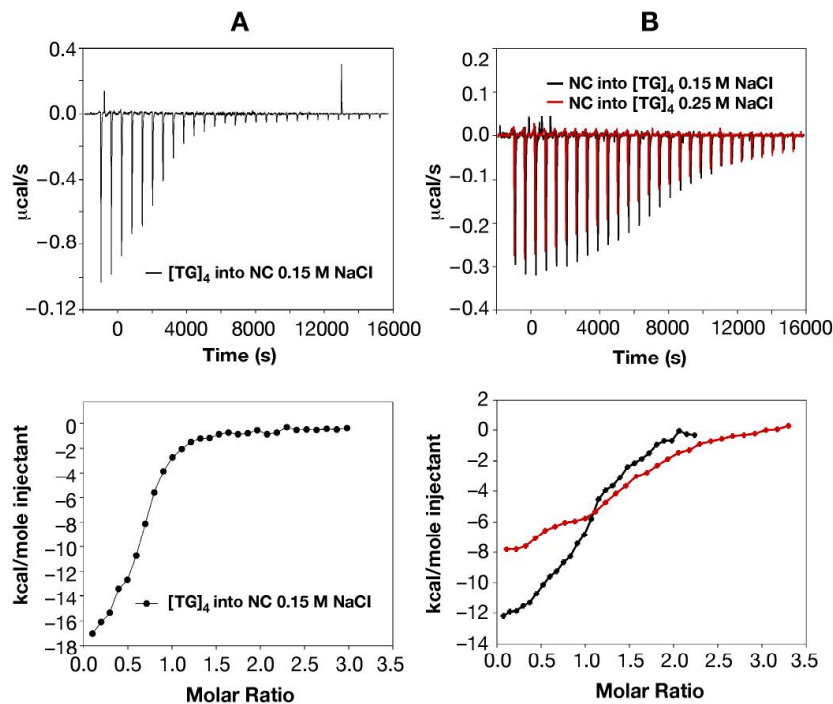 A
B
0.4
0.0
−0.4
−0.8
−0.12
µcal/s
[TG]4 into NC 0.15 M NaCl
0 4000 8000 12000 16000
Time (s)
0.2
0.1
0.0
−0.1
−0.2
−0.3
−0.4
µcal/s
NC into [TG]4 0.15 M NaCl
NC into [TG]4 0.25 M NaCl
0 4000 8000 12000 16000
Time (s)
0
−2
−4
−6
−8
−10
−12
−14
−16
−18
kcal/mole injectant
[TG]4 into NC 0.15 M NaCl
0.0 0.5 1.0 1.5 2.0 2.5 3.0 3.5
Molar Ratio
2
0
−2
−4
−6
−8
−10
−12
−14
kcal/mole injectant
0.0 0.5 1.0 1.5 2.0 2.5 3.0 3.5
Molar Ratio